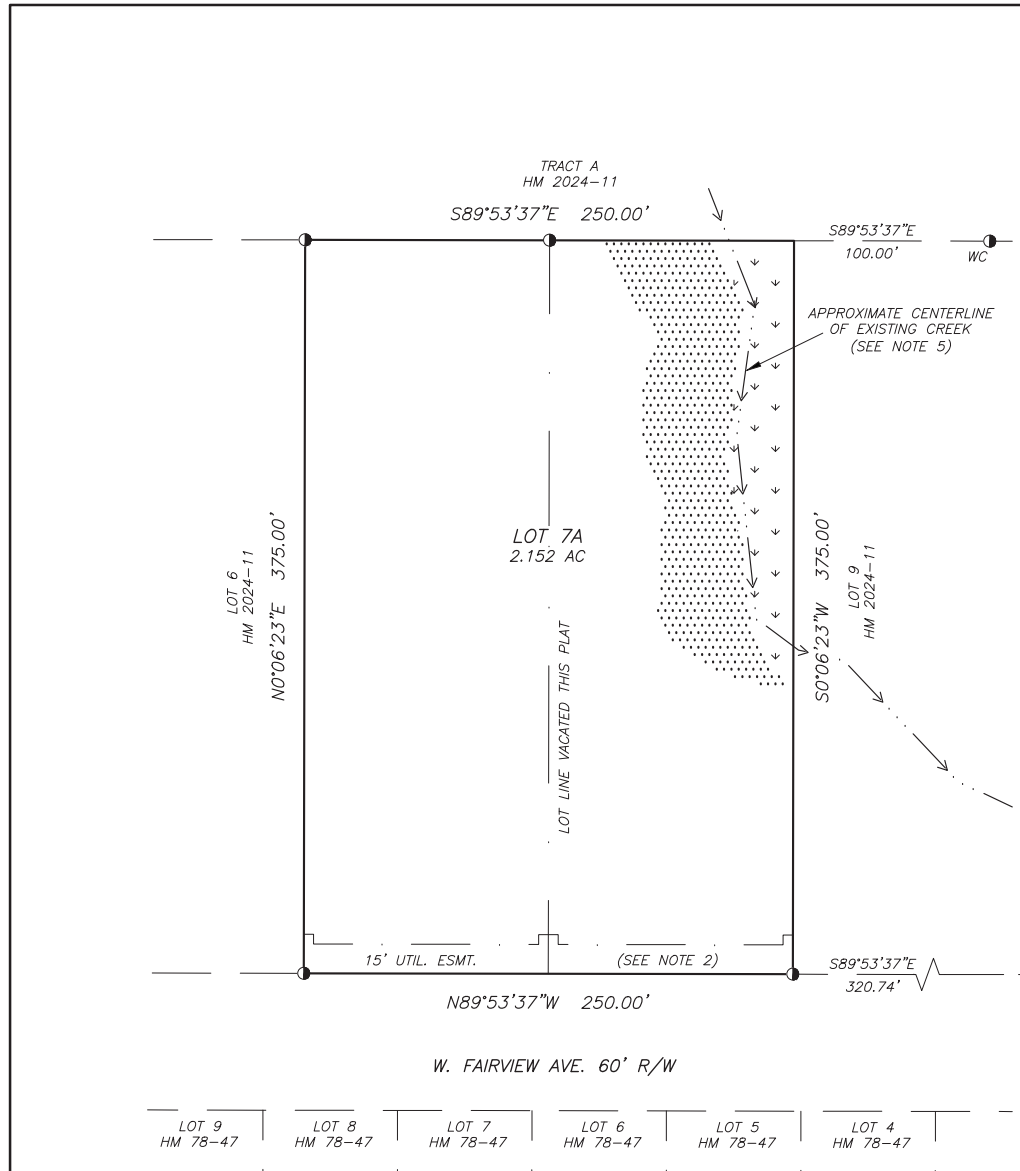 TRACT A
HM 2024-11
S89°53'37"E 250.00'
S89°53'37"E
100.00'
WC
APPROXIMATE CENTERLINE
OF EXISTING CREEK
(SEE NOTE 5)
LOT 7A
2.152 AC
LOT 6
HM 2024-11
N0°06'23"E 375.00'
LOT LINE VACATED THIS PLAT
S0°06'23"W 375.00'
LOT 9
HM 2024-11
15' UTIL. ESMT.
(SEE NOTE 2)
S89°53'37"E
320.74'
N89°53'37"W 250.00'
W. FAIRVIEW AVE. 60' R/W
LOT 9
HM 78-47
LOT 8
HM 78-47
LOT 7
HM 78-47
LOT 6
HM 78-47
LOT 5
HM 78-47
LOT 4
HM 78-47